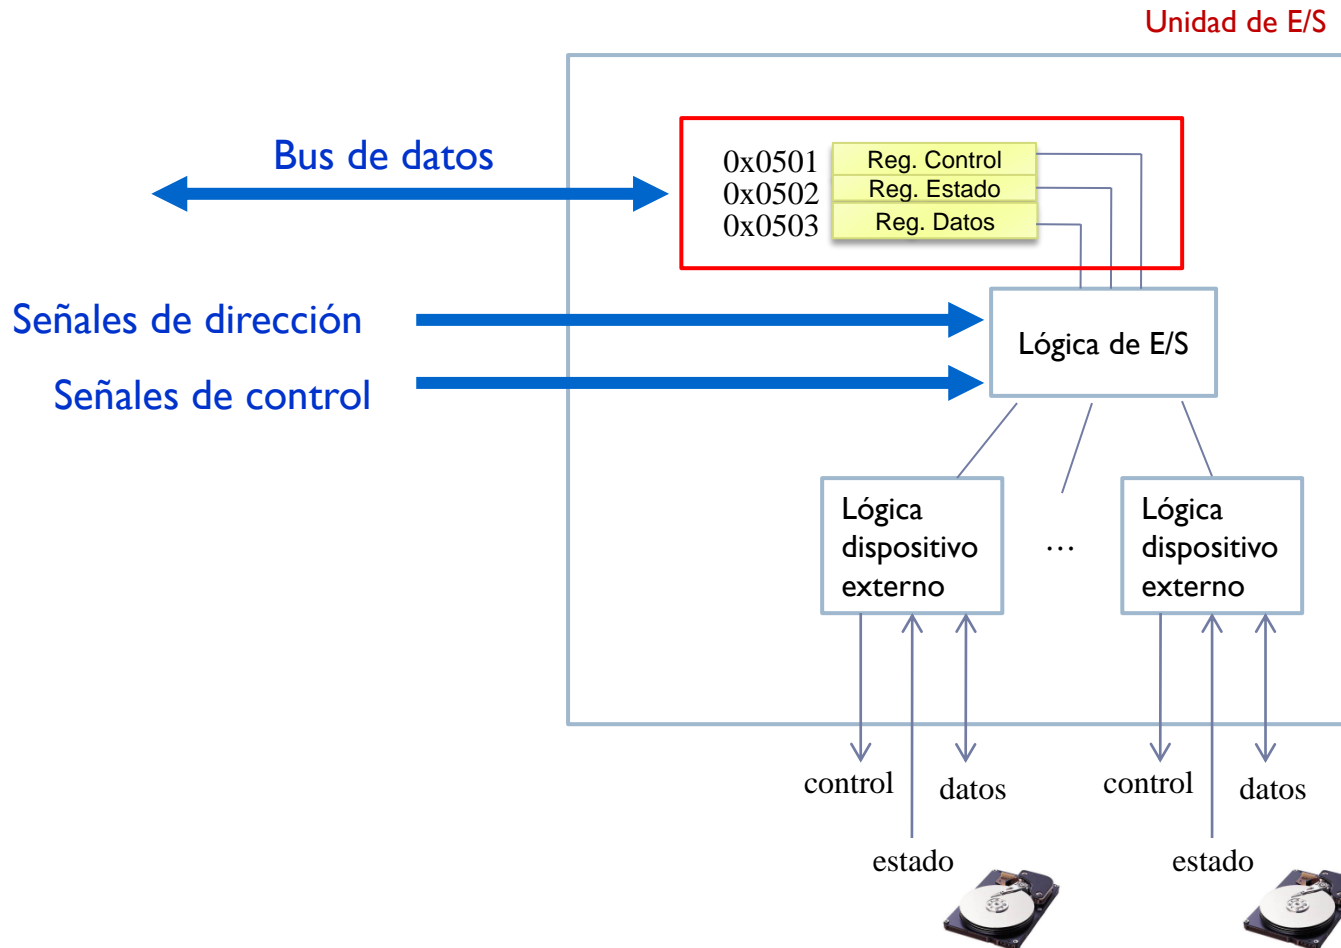 Unidad de E/S
Bus de datos
0x0501 Reg. Control
0x0502 Reg. Estado
0x0503 Reg. Datos
Señales de dirección
Señales de control
Lógica de E/S
Lógica
dispositivo
externo
...
Lógica
dispositivo
externo
control
datos
estado
control
datos
estado